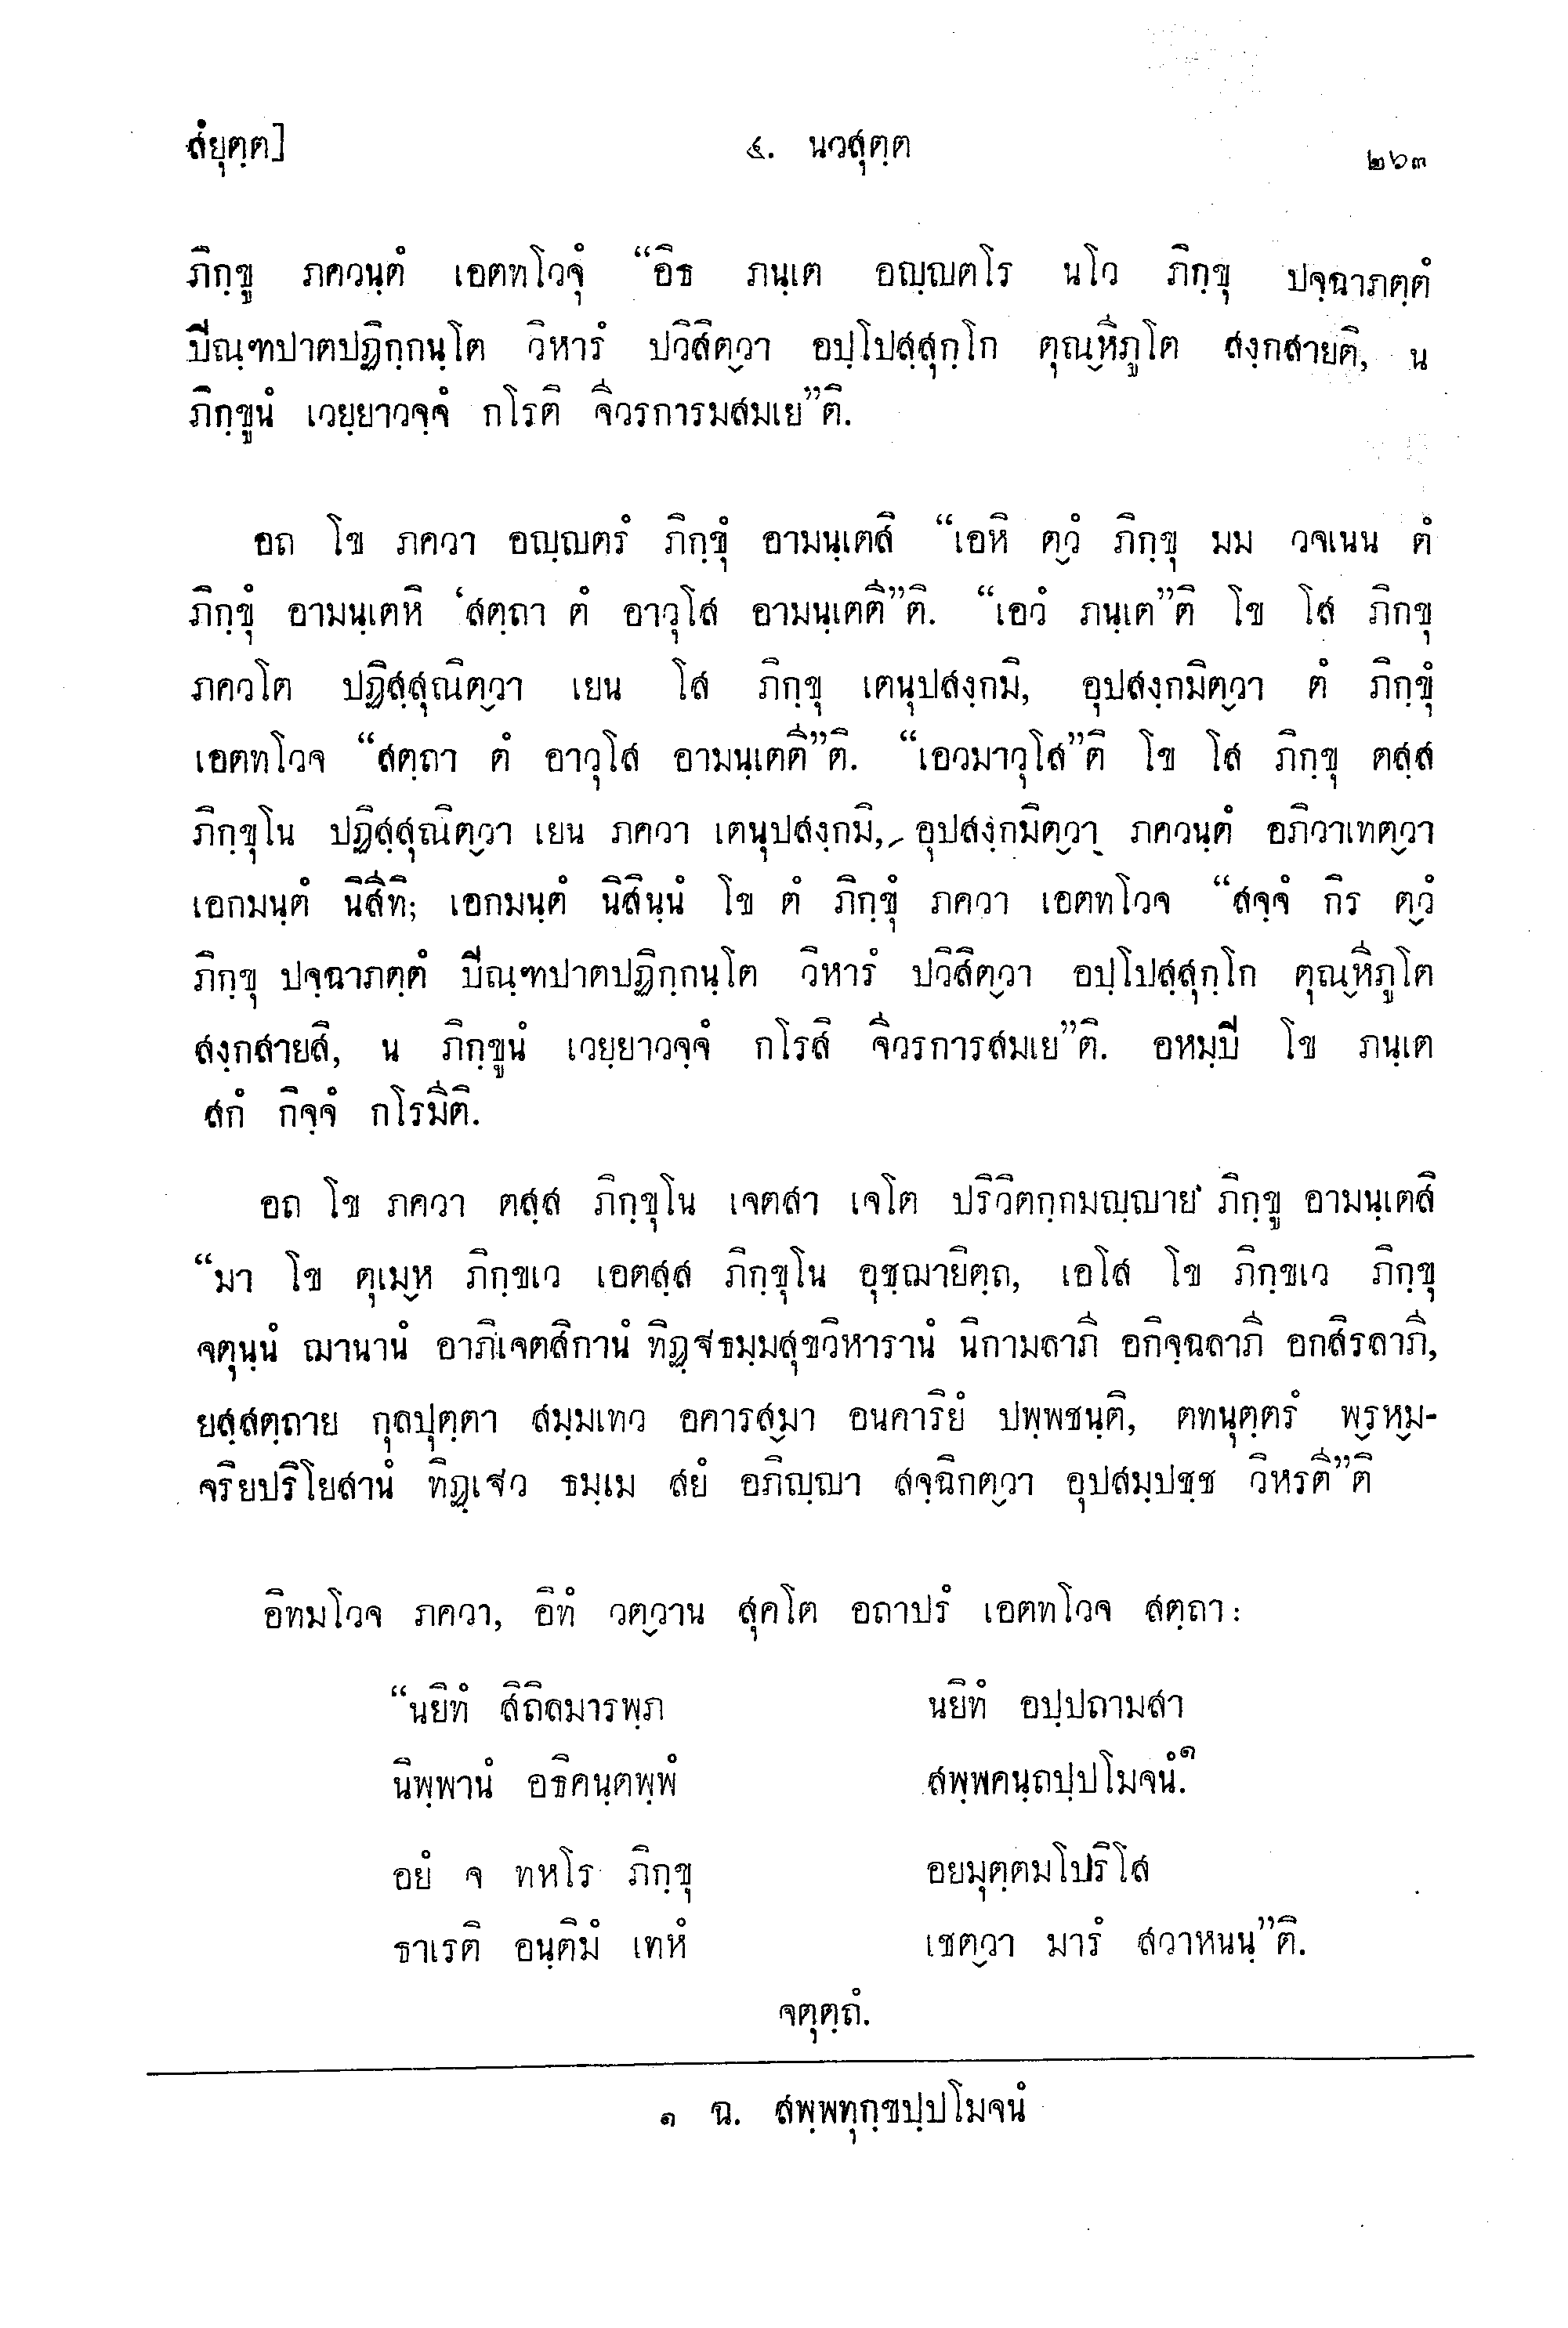 สํยุตฺต]
๔. นวสุตฺต
๒๖๓
ภิกฺขู ภควนฺตํ เอตทโวจุํ “อิธ ภนฺเต อญฺญตโร นโว ภิกฺขุ ปจฺฉาภตฺตํ
ปิณฺฑปาตปฏิกฺกนฺโต วิหารํ ปวิสิตฺวา อปฺโปสฺสุกฺโก ตุณฺหีภูโต สงฺกสายติ, น
ภิกฺขูนํ เวยฺยาวจฺจํ กโรติ จีวรการมสมเย”ติ.
อถ โข ภควา อญฺญตรํ ภิกฺขุํ อามนฺเตสิ “เอหิ ตฺวํ ภิกฺขุ มม วจเนน ตํ
ภิกฺขุํ อามนฺเตหิ ‘สตฺถา ตํ อาวุโส อามนฺเตตี”ติ. “เอวํ ภนฺเต”ติ โข โส ภิกขุ
ภควโต ปฏิสฺสุณิตฺวา เยน โส ภิกฺขุ เตนุปสงฺกมิ, อุปสงฺกมิตฺวา ตํ ภิกฺขุํ
เอตทโวจ “สตฺถา ตํ อาวุโส อามนฺเตตี”ติ. “เอวมาวุโส”ติ โข โส ภิกฺขุ ตสฺส
ภิกฺขุโน ปฏิสฺสุณิตฺวา เยน ภควา เตนุปสงฺกมิ, อุปสงฺกมิตฺวา ภควนฺตํ อภิวาเทตฺวา
เอกมนฺตํ นิสีทิ; เอกมนฺตํ นิสินฺนํ โข ตํ ภิกฺขุํ ภควา เอตทโวจ “สจฺจํ กิร ตฺวํ
ภิกฺขุ ปจฺฉาภตฺตํ ปิณฺฑปาตปฏิกฺกนฺโต วิหารํ ปวิสิตฺวา อปฺโปสฺสุกฺโก ตุณฺหีภูโต
สงฺกสายสิ, น ภิกฺขูนํ เวยฺยาวจฺจํ กโรสิ จีวรการสมเย”ติ. อหมฺปิ โข ภนฺเต
สกํ กิจฺจํ กโรมีติ.
อถ โข ภควา ตสฺส ภิกฺขุโน เจตสา เจโต ปริวิตกฺกมญฺญาย ภิกฺขู อามนฺเตสิ
“มา โข ตุเมฺห ภิกฺขเว เอตสฺส ภิกฺขุโน อุชฺฌายิตฺถ, เอโส โข ภิกฺขเว ภิกฺขุ
จตุนฺนํ ฌานานํ อาภิเจตสิกานํ ทิฏฺฐธมฺมสุขวิหารานํ นิกามลาภี อกิจฺฉลาภี อกสิรลาภี,
ยสฺสตฺถาย กุลปุตฺตา สมฺมเทว อคารสฺมา อนคาริยํ ปพฺพชนฺติ, ตทนุตฺตรํ พฺรหฺม-
จริยปริโยสานํ ทิฏฺเฐว ธมฺเม สยํ อภิญฺญา สจฺฉิกตฺวา อุปสมฺปชฺช วิหรตี”ติ
อิทมโวจ ภควา, อิทํ วตฺวาน สุคโต อถาปรํ เอตทโวจ สตฺถา:
“นยิทํ สิถิลมารพฺภ นยิทํ อปฺปถามสา
นิพฺพานํ อธิคนฺตพฺพํ สพฺพคนฺถปฺปโมจนํ.๑
อยํ จ ทหโร ภิกฺขุ อยมุตฺตมโปริโส
ธาเรติ อนฺติมํ เทหํ เชตฺวา มารํ สวาหนนฺ”ติ.
จตุตฺถํ.
๑ ฉ. สพฺพทุกฺขปฺปโมจนํ